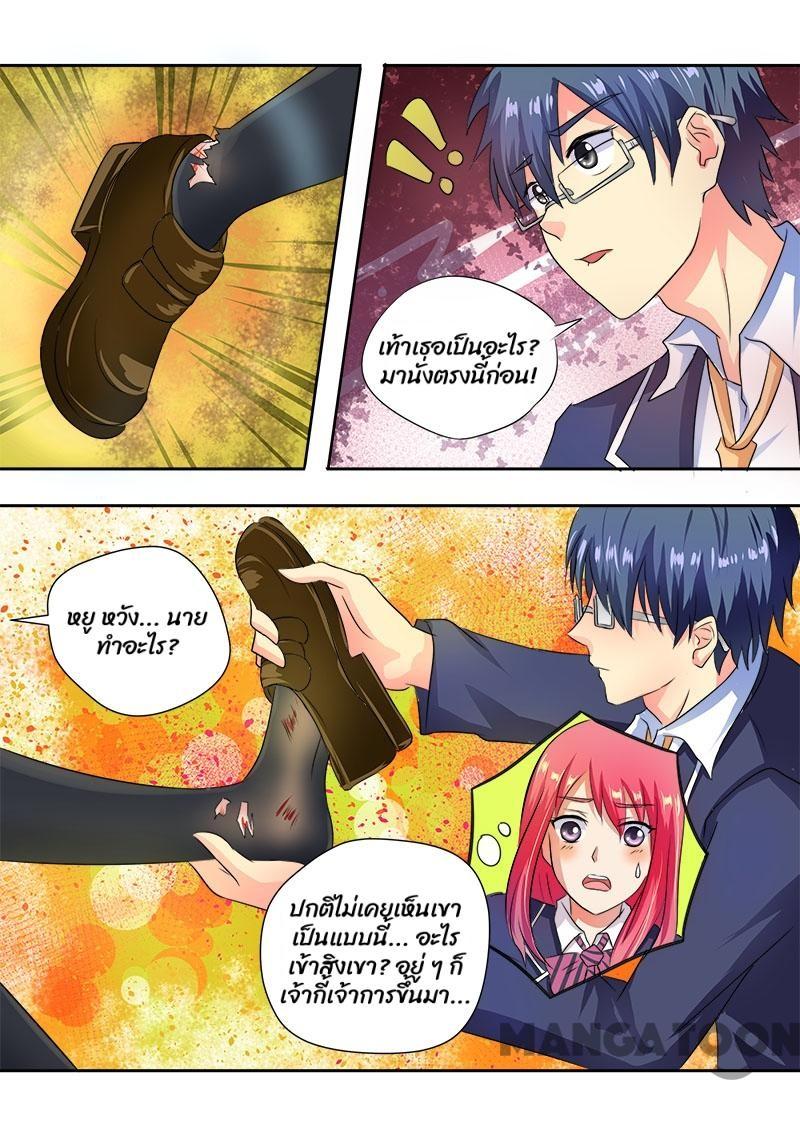 เท้าเธอเป็นอะไร?
มานั่งตรงนี้ก่อน!
หยู หวัง... นาย
ทำอะไร?
ปกติไม่เคยเห็นเขา
เป็นแบบนี้... อะไร
เข้าสิงเขา? อยู่ ๆ ก็
เจ้ากี้เจ้าการขึ้นมา...
MANGATOON